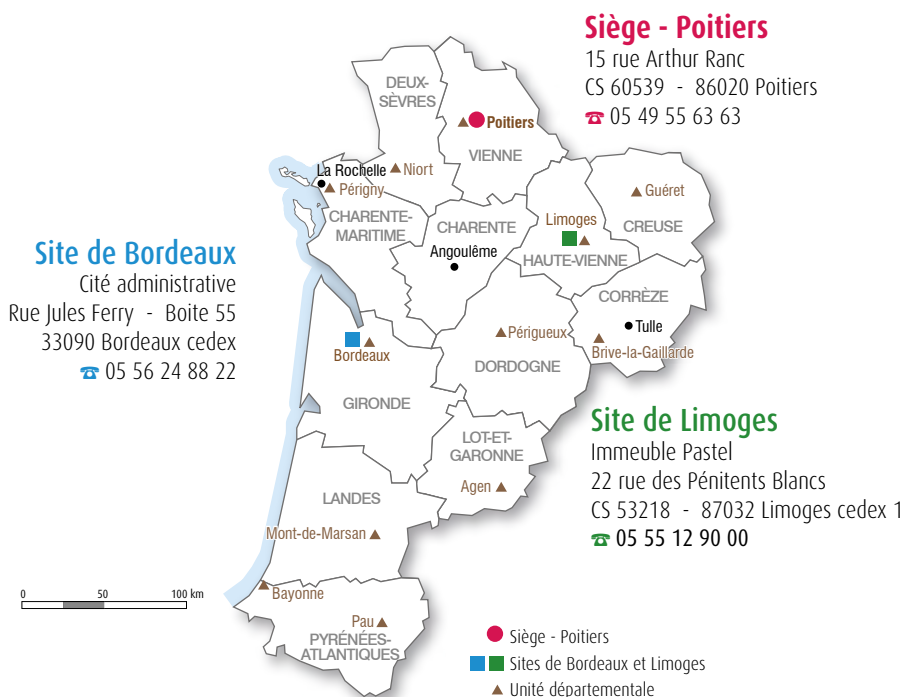 Siège - Poitiers
15 rue Arthur Ranc
CS 60539 - 86020 Poitiers
☎ 05 49 55 63 63
DEUX-
SÈVRES
Poitiers
VIENNE
La Rochelle
Niort
Périgny
Guéret
CREUSE
CHARENTE-
MARITIME
CHARENTE
Angoulême
Limoges
HAUTE-VIENNE
Site de Bordeaux
Cité administrative
Rue Jules Ferry - Boite 55
33090 Bordeaux cedex
☎ 05 56 24 88 22
CORRÈZE
Tulle
Brive-la-Gaillarde
Périgueux
DORDOGNE
Bordeaux
GIRONDE
Site de Limoges
Immeuble Pastel
22 rue des Pénitents Blancs
CS 53218 - 87032 Limoges cedex 1
☎ 05 55 12 90 00
LOT-ET-
GARONNE
Agen
LANDES
Mont-de-Marsan
0 50 100 km
Bayonne
Pau
PYRÉNÉES-
ATLANTIQUES
Siège - Poitiers
Sites de Bordeaux et Limoges
Unité départementale